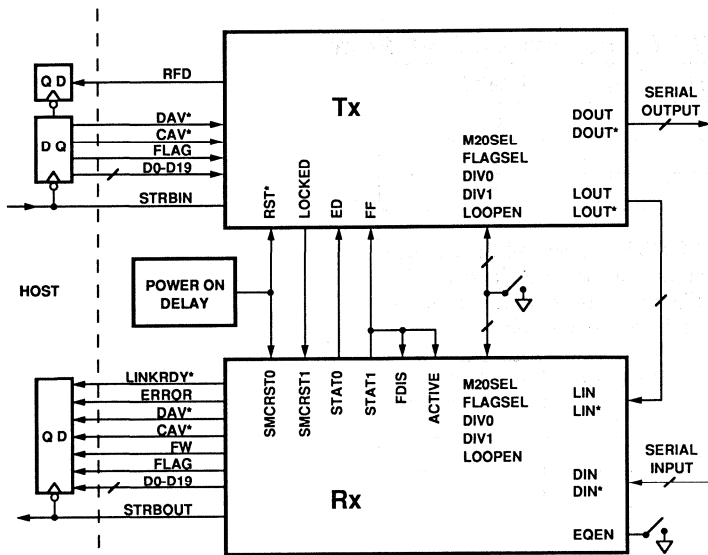 Q D
RFD
D Q
DAV*
CAV*
FLAG
D0-D19
STRBIN
Tx
RST*
LOCKED
ED
FF
M20SEL
FLAGSEL
DIV0
DIV1
LOOPEN
DOUT
DOUT*
LOUT
LOUT*
SERIAL
OUTPUT
HOST
POWER ON
DELAY
Q D
LINKRDY*
ERROR
DAV*
CAV*
FW
FLAG
D0-D19
STRBOUT
SMCRST0
SMCRST1
STAT0
STAT1
FDIS
ACTIVE
Rx
M20SEL
FLAGSEL
DIV0
DIV1
LOOPEN
LIN
LIN*
DIN
DIN*
EQEN
SERIAL
INPUT